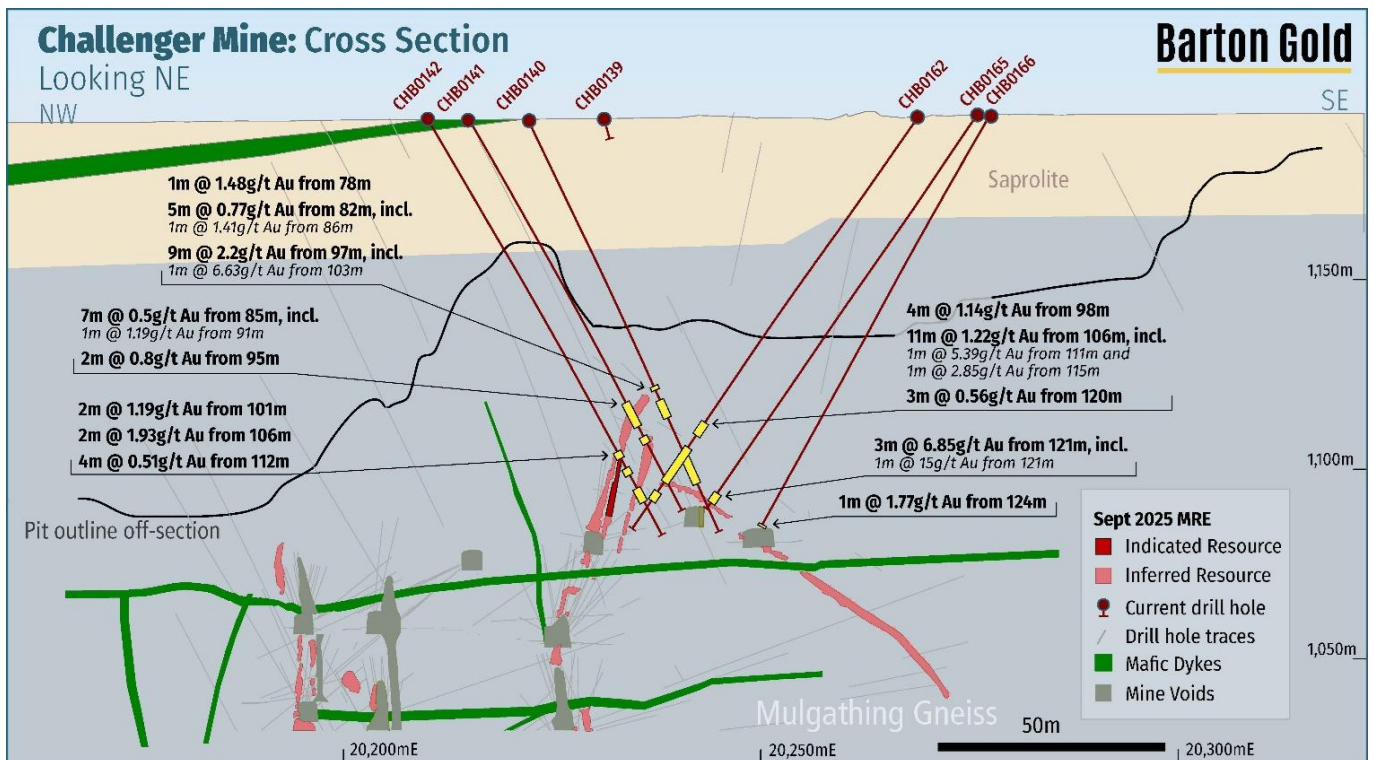 Challenger Mine: Cross Section
Looking NE
NW
Barton Gold
SE
CHB0142
CHB0141
CHB0140
CHB0139
CHB0162
CHB0165
CHB0166
Saprolite
1m @ 1.48g/t Au from 78m
5m @ 0.77g/t Au from 82m, incl.
1m @ 1.41g/t Au from 86m
9m @ 2.2g/t Au from 97m, incl.
1m @ 6.63g/t Au from 103m
7m @ 0.5g/t Au from 85m, incl.
1m @ 1.19g/t Au from 91m
2m @ 0.8g/t Au from 95m
2m @ 1.19g/t Au from 101m
2m @ 1.93g/t Au from 106m
4m @ 0.51g/t Au from 112m
Pit outline off-section
4m @ 1.14g/t Au from 98m
11m @ 1.22g/t Au from 106m, incl.
1m @ 5.39g/t Au from 111m and
1m @ 2.85g/t Au from 115m
3m @ 0.56g/t Au from 120m
3m @ 6.85g/t Au from 121m, incl.
1m @ 15g/t Au from 121m
1m @ 1.77g/t Au from 124m
1,150m
1,100m
1,050m
Sept 2025 MRE
Indicated Resource
Inferred Resource
Current drill hole
Drill hole traces
Mafic Dykes
Mine Voids
Mulgathing Gneiss
50m
20,200mE
20,250mE
20,300mE